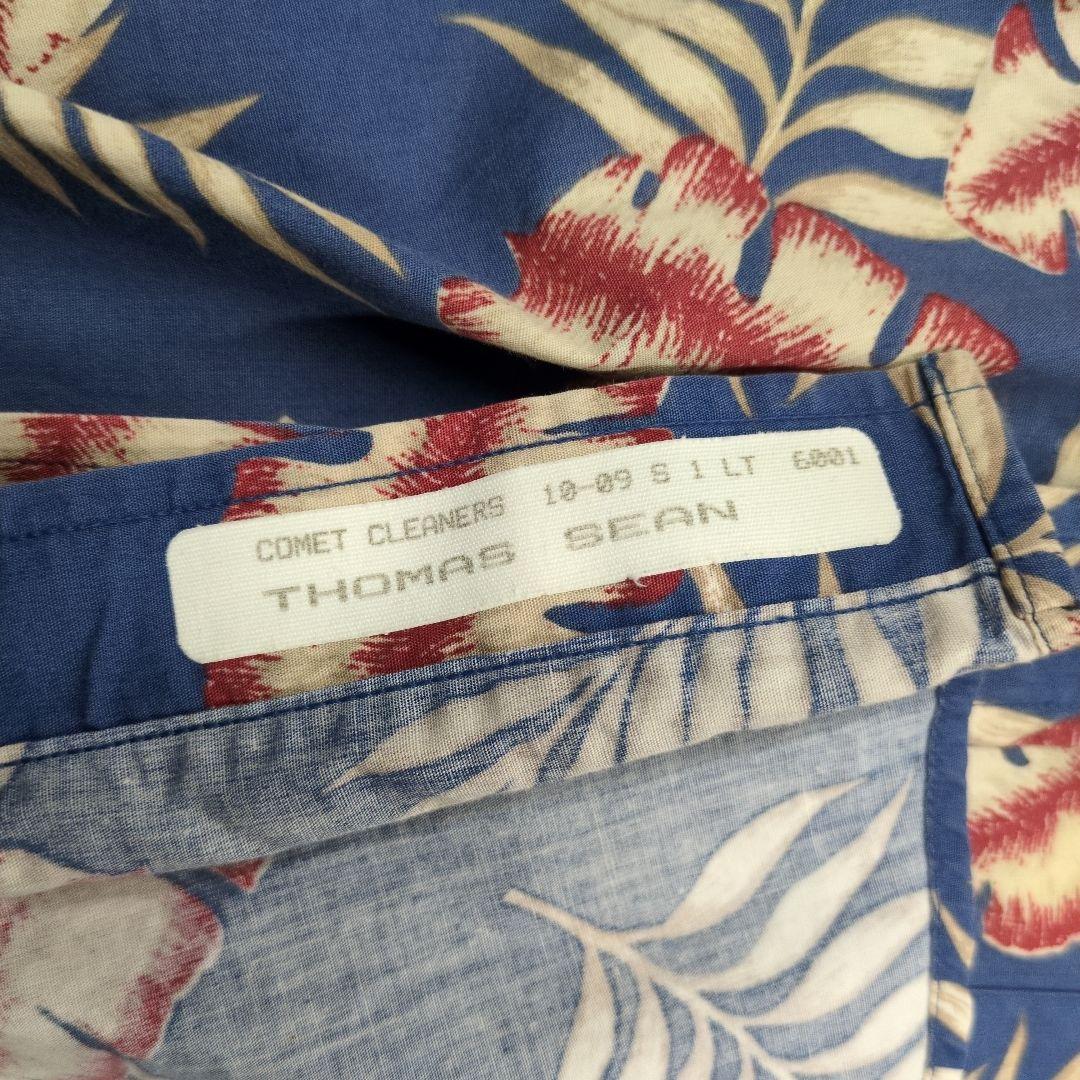 COMET CLEANERS 10-09 S 1 LT 6001
THOMAS SEAN